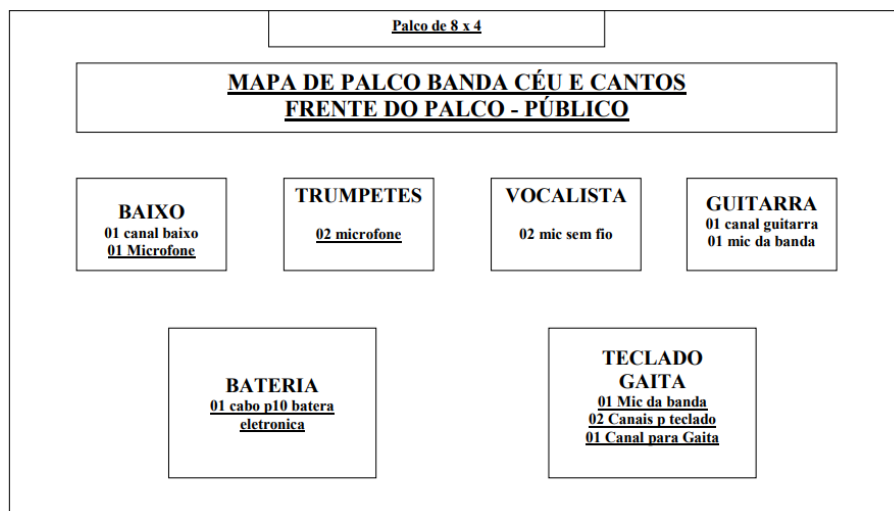 Palco de 8 x 4
MAPA DE PALCO BANDA CÉU E CANTOS
FRENTE DO PALCO - PÚBLICO
BAIXO
01 canal baixo
01 Microfone
TRUMPETES
02 microfone
VOCALISTA
02 mic sem fio
GUITARRA
01 canal guitarra
01 mic da banda
BATERIA
01 cabo p10 batera
eletronica
TECLADO
GAITA
01 Mic da banda
02 Canais p teclado
01 Canal para Gaita